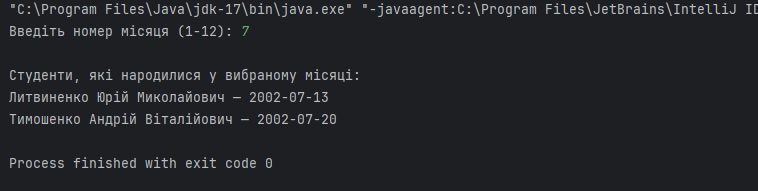 "C:\Program Files\Java\jdk-17\bin\java.exe" "-javaagent:C:\Program Files\JetBrains\IntelliJ ID
Введіть номер місяця (1-12): 7
Студенти, які народилися у вибраному місяці:
Литвиненко Юрій Миколайович — 2002-07-13
Тимошенко Андрій Віталійович — 2002-07-20
Process finished with exit code 0